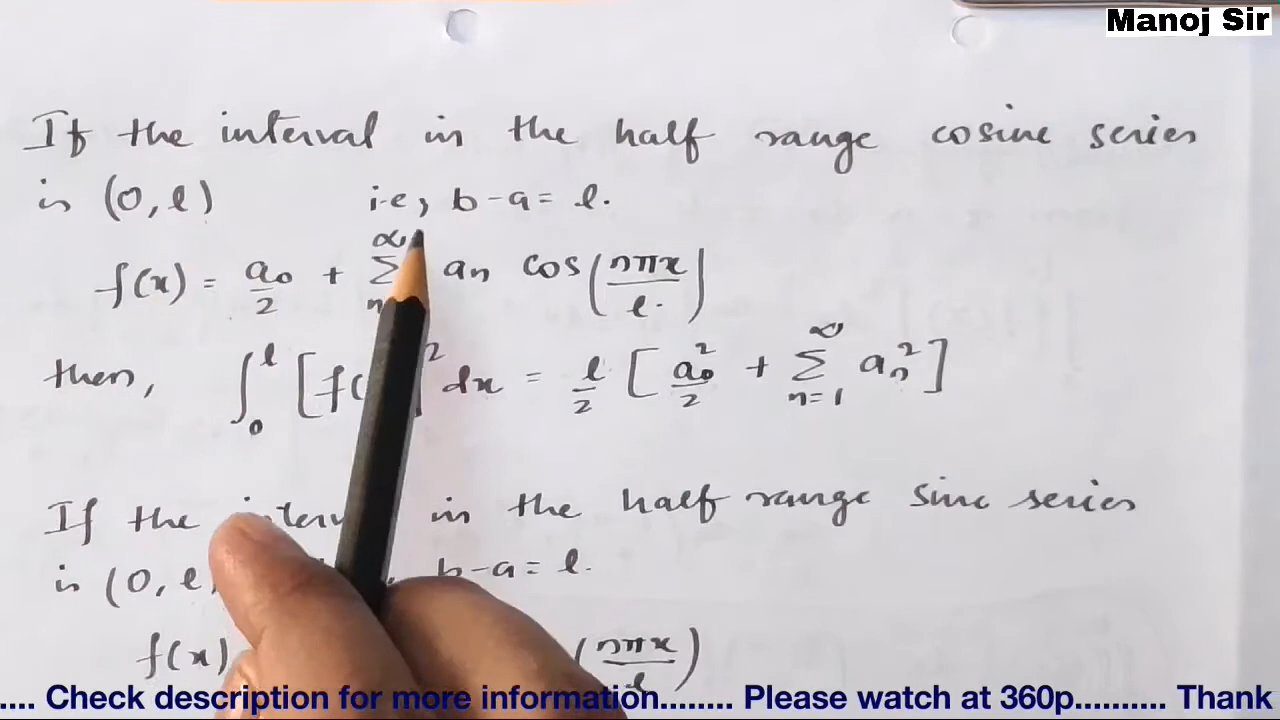 Manoj Sir
If the interval in the half range cosine series
is (0, l) i.e, b-a = l.
f(x) = a₀/2 + ∑ aₙ cos(nπx/l.)
then, ∫₀ˡ [f( ]² dx = l/2 [a₀²/2 + ∑ₙ₌₁^∞ aₙ²]
If the in the half range sine series
is (0, l b-a = l.
f(x) (nπx/l)
.... Check description for more information........ Please watch at 360p.......... Thank